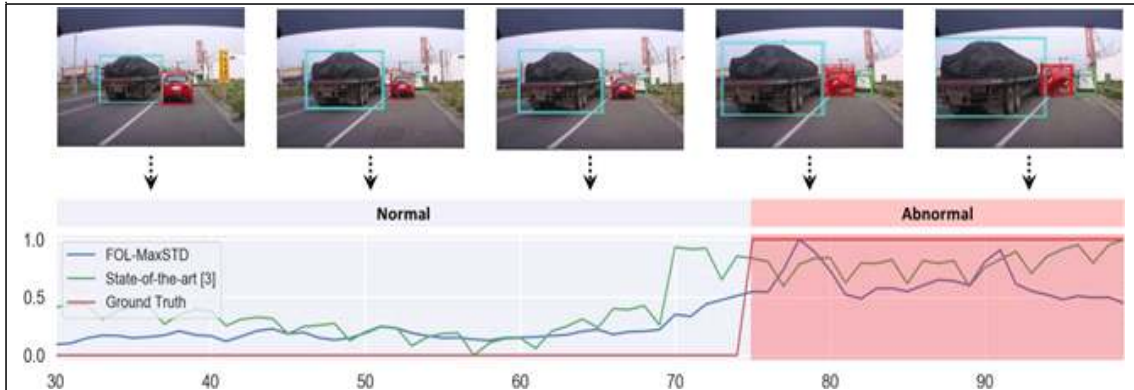 Normal Abnormal
1.0
FOL-MaxSTD
State-of-the-art [3]
0.5
Ground Truth
0.0
30 40 50 60 70 80 90